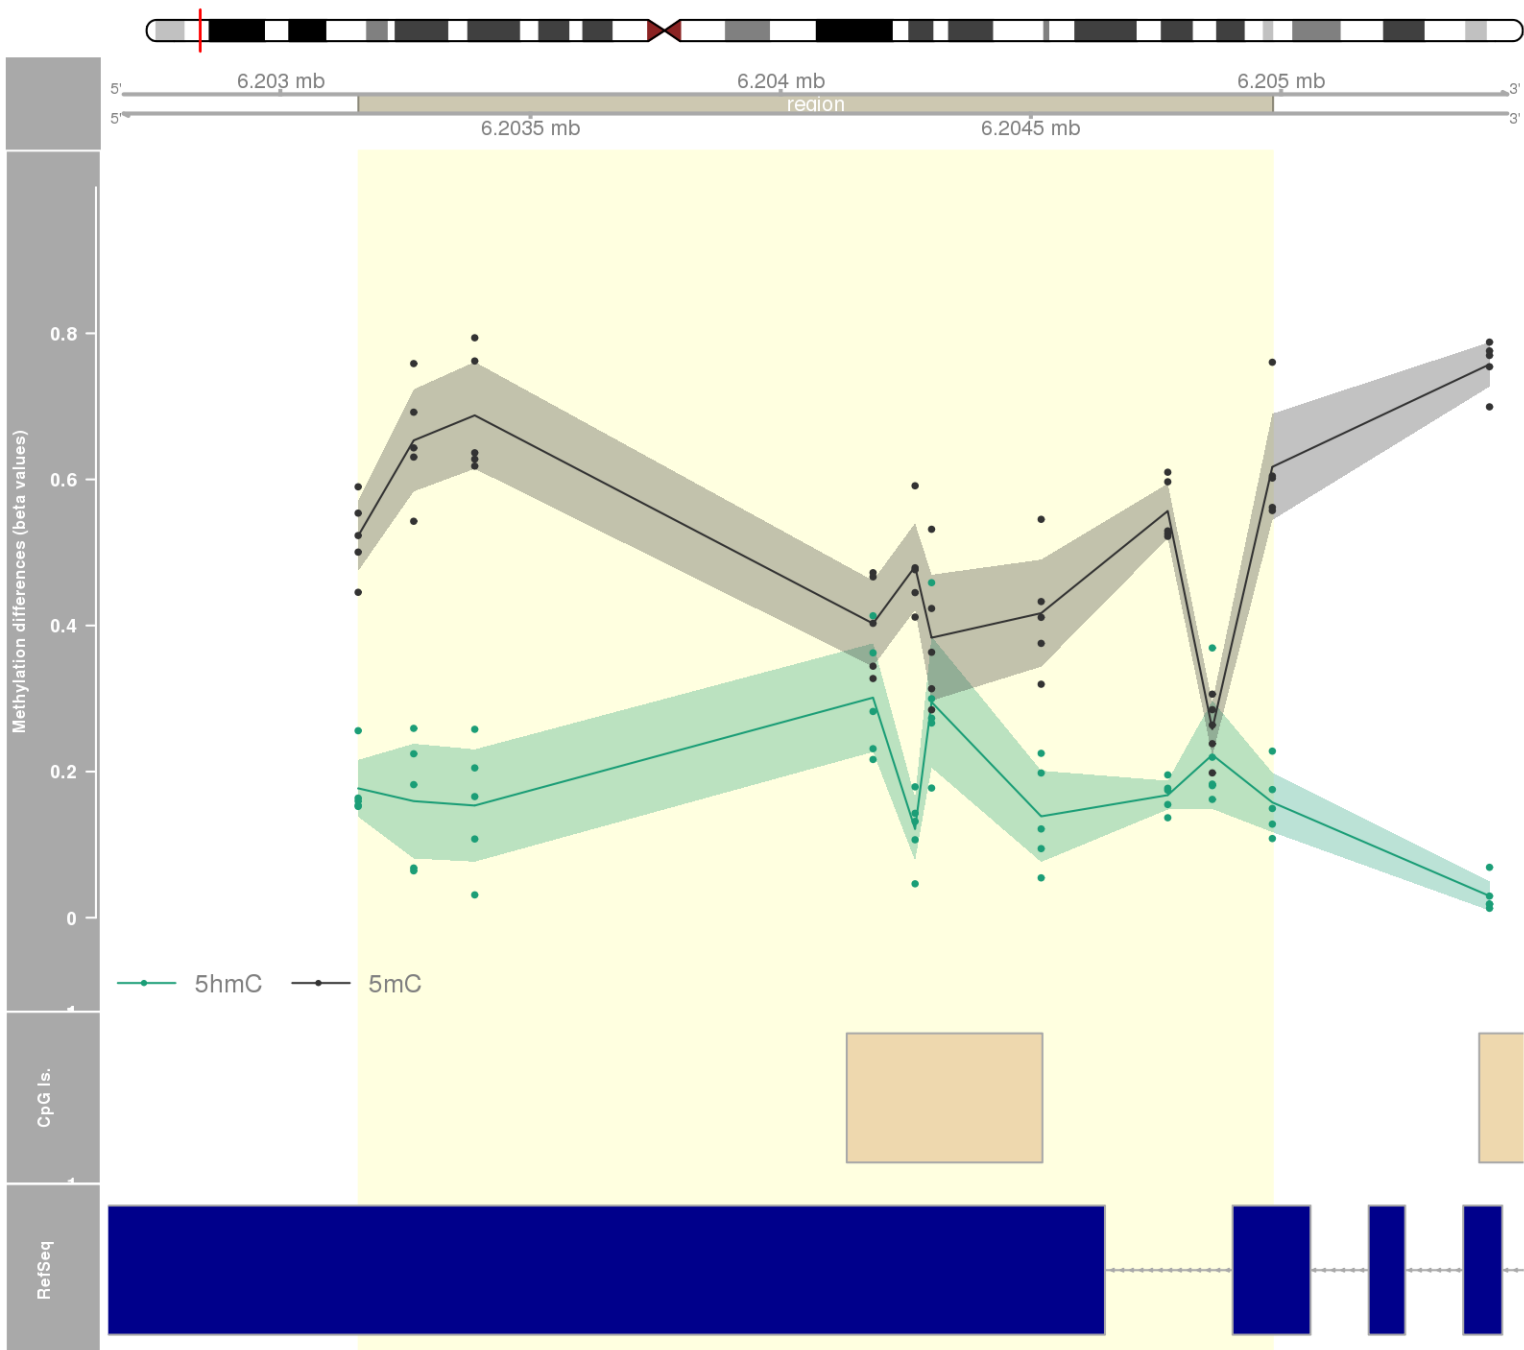 6.203 mb 6.204 mb 6.205 mb
5' 3'
region
5' 3'
6.2035 mb 6.2045 mb
Methylation differences (beta values)
0.8
0.6
0.4
0.2
0
5hmC 5mC
CpG Is.
RefSeq